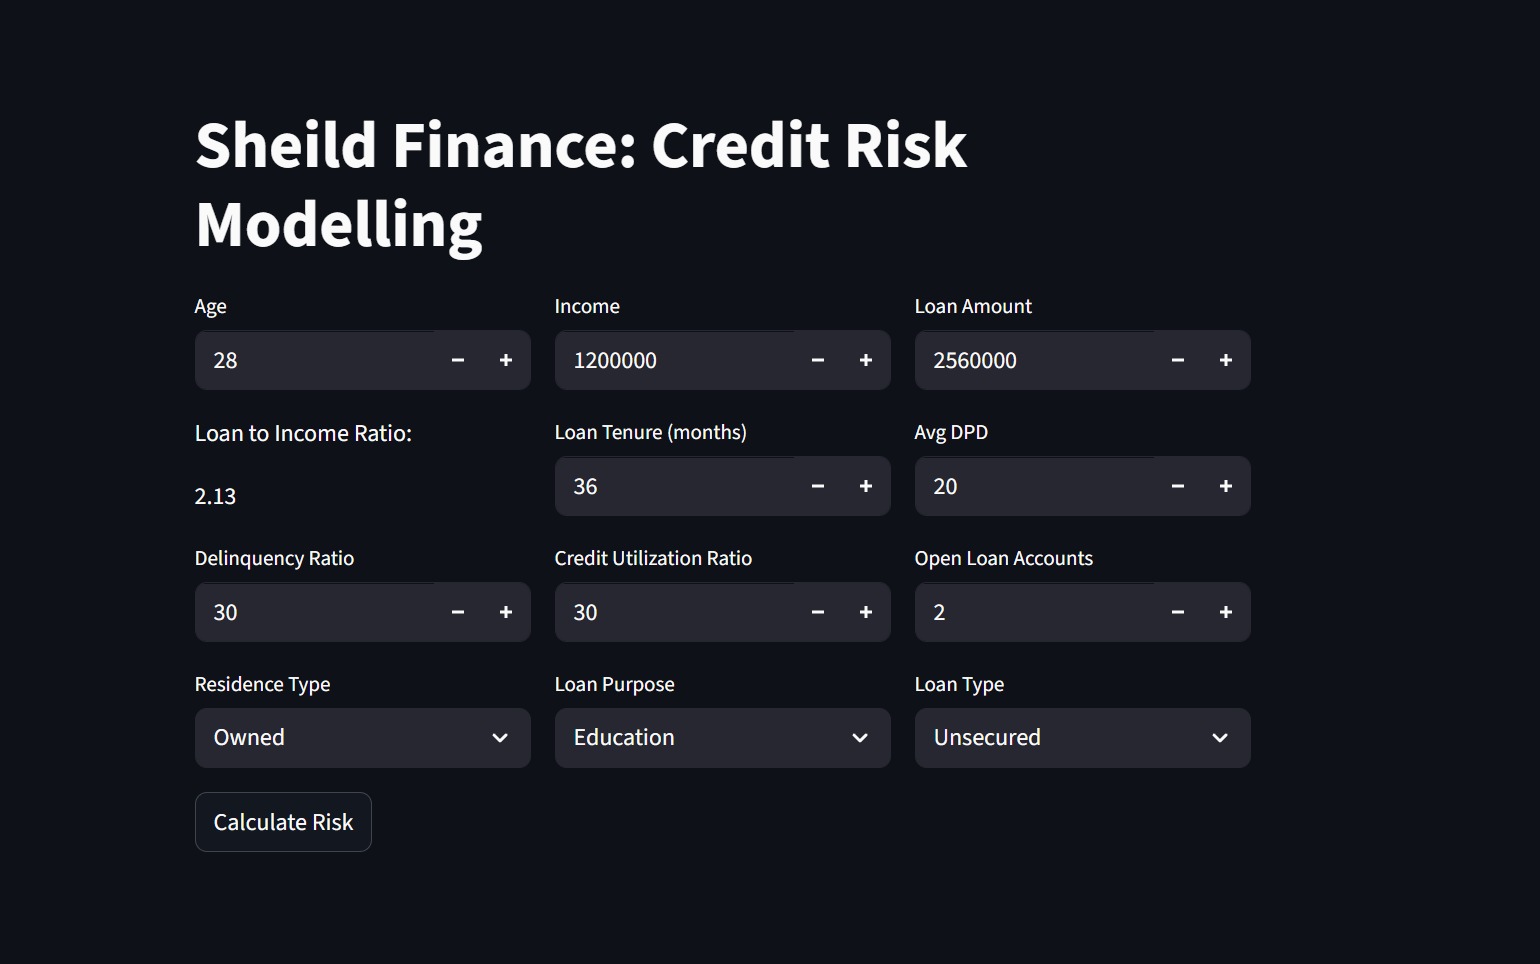 Sheild Finance: Credit Risk
Modelling
Age
Income
Loan Amount
28
1200000
2560000
Loan to Income Ratio:
Loan Tenure (months)
Avg DPD
2.13
36
20
Delinquency Ratio
Credit Utilization Ratio
Open Loan Accounts
30
30
2
Residence Type
Loan Purpose
Loan Type
Owned
Education
Unsecured
Calculate Risk